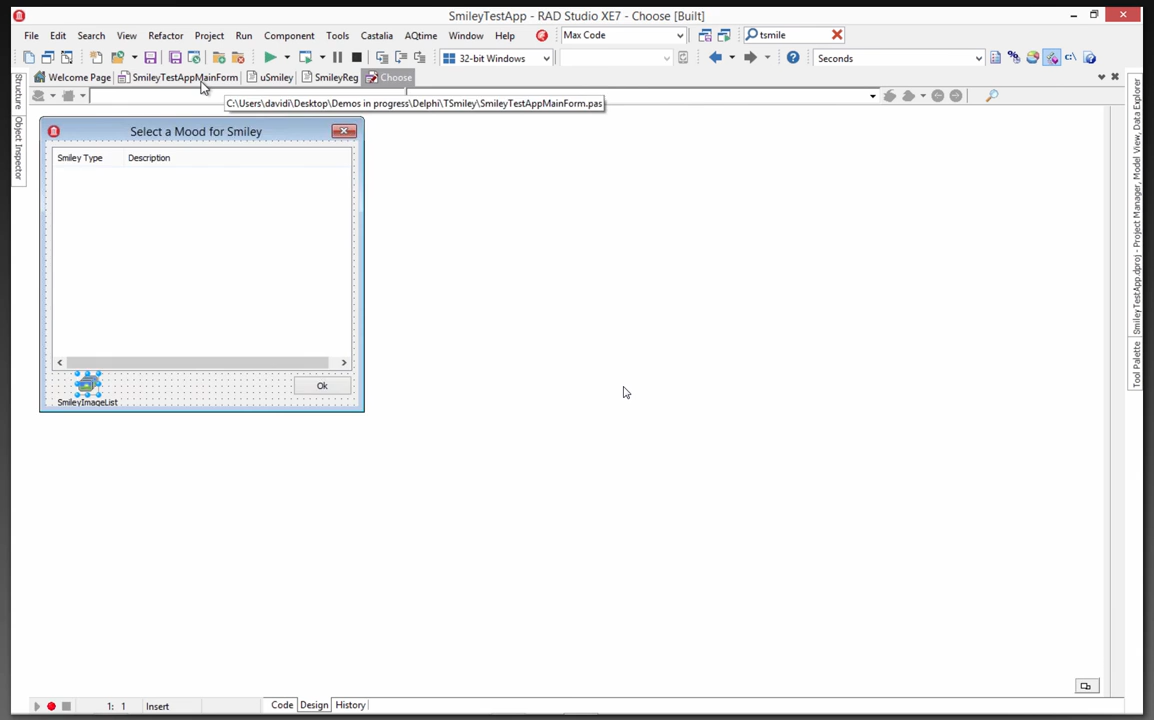 SmileyTestApp - RAD Studio XE7 - Choose [Built]
File Edit Search View Refactor Project Run Component Tools Castalia AQtime Window Help Max Code tsmile
32-bit Windows Seconds
Welcome Page SmileyTestAppMainForm uSmiley SmileyReg Choose
C:\Users\davidi\Desktop\Demos in progress\Delphi\TSmiley\SmileyTestAppMainForm.pas
Structure
Object Inspector
Select a Mood for Smiley
Smiley Type Description
Ok
SmileyImageList
SmileyTestApp.dproj - Project Manager, Model View, Data Explorer
Tool Palette
1: 1 Insert Code Design History